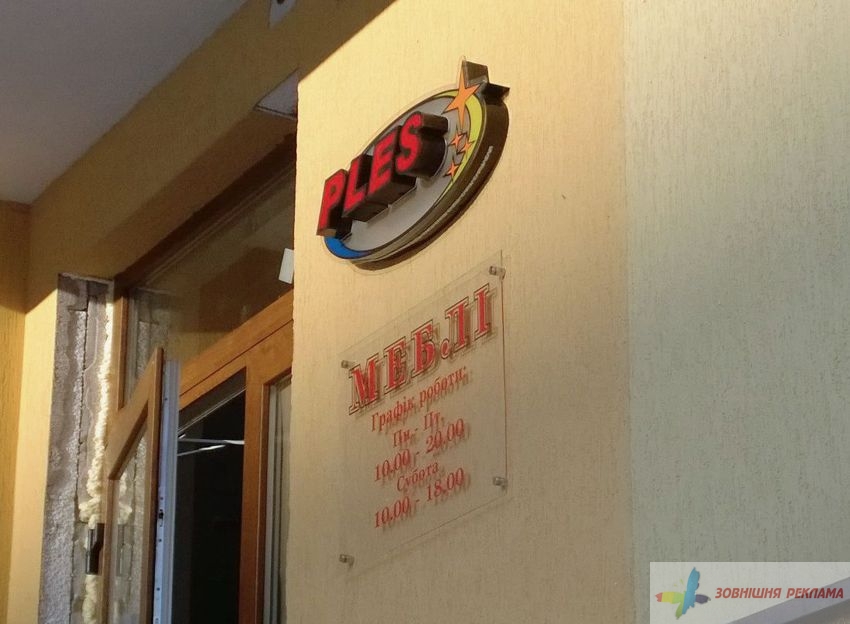 PLES
МЕБЛІ
Графік роботи:
Пн.- Пт.
10.00 - 20.00
Субота
10.00 - 18.00
ЗОВНІШНЯ РЕКЛАМА